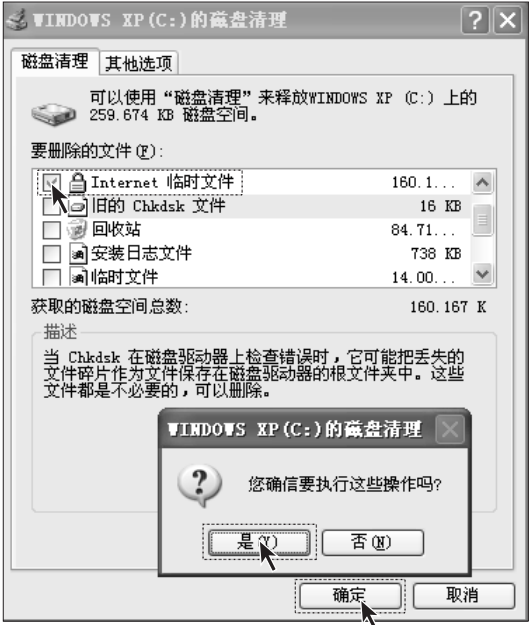 WINDOWS XP(C:)的磁盘清理
磁盘清理 其他选项
可以使用“磁盘清理”来释放WINDOWS XP (C:) 上的
259.674 KB 磁盘空间。
要删除的文件(F):
Internet 临时文件 160.1...
旧的 Chkdsk 文件 16 KB
回收站 84.71...
安装日志文件 738 KB
临时文件 14.00...
获取的磁盘空间总数: 160.167 K
描述
当 Chkdsk 在磁盘驱动器上检查错误时，它可能把丢失的
文件碎片作为文件保存在磁盘驱动器的根文件夹中。这些
文件都是不必要的，可以删除。
WINDOWS XP(C:)的磁盘清理
您确信要执行这些操作吗?
是(Y) 否(N)
确定 取消